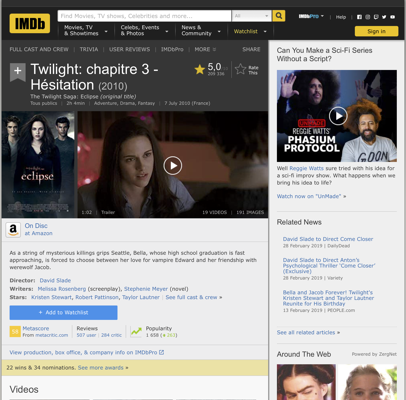 IMDb
Find Movies, TV shows, Celebrities and more...
All
IMDbPro
Help
Movies, TV & Showtimes
Celebs, Events & Photos
News & Community
Watchlist
Sign in
FULL CAST AND CREW | TRIVIA | USER REVIEWS | IMDbPro | MORE
SHARE
Twilight: chapitre 3 -
Hésitation (2010)
The Twilight Saga: Eclipse (original title)
Tous publics | 2h 4min | Adventure, Drama, Fantasy | 7 July 2010 (France)
5,0/10
Rate This
eclipse
1:02 | Trailer
19 VIDEOS | 191 IMAGES
On Disc
at Amazon
As a string of mysterious killings grips Seattle, Bella, whose high school graduation is fast
approaching, is forced to choose between her love for vampire Edward and her friendship with
werewolf Jacob.
Director: David Slade
Writers: Melissa Rosenberg (screenplay), Stephenie Meyer (novel)
Stars: Kristen Stewart, Robert Pattinson, Taylor Lautner | See full cast & crew »
+ Add to Watchlist
Metascore
From metacritic.com
Reviews
507 user | 284 critic
Popularity
View production, box office, & company info on IMDbPro
22 wins & 34 nominations. See more awards »
Videos
Can You Make a Sci-Fi Series
Without a Script?
REGGIE WATTS'
PHASIUM
PROTOCOL
Well Reggie Watts sure tried with his idea for
a sci-fi improv show. What happens when we
bring his idea to life?
Watch now on "UnMade" »
Related News
David Slade to Direct Come Closer
28 February 2019 | DailyDead
David Slade to Direct Anton's
Psychological Thriller 'Come Closer'
(Exclusive)
28 February 2019 | Variety
Bella and Jacob Forever! Twilight's
Kristen Stewart and Taylor Lautner
Reunite for His Birthday
13 February 2019 | PEOPLE.com
See all related articles »
Around The Web
Powered by ZergNet